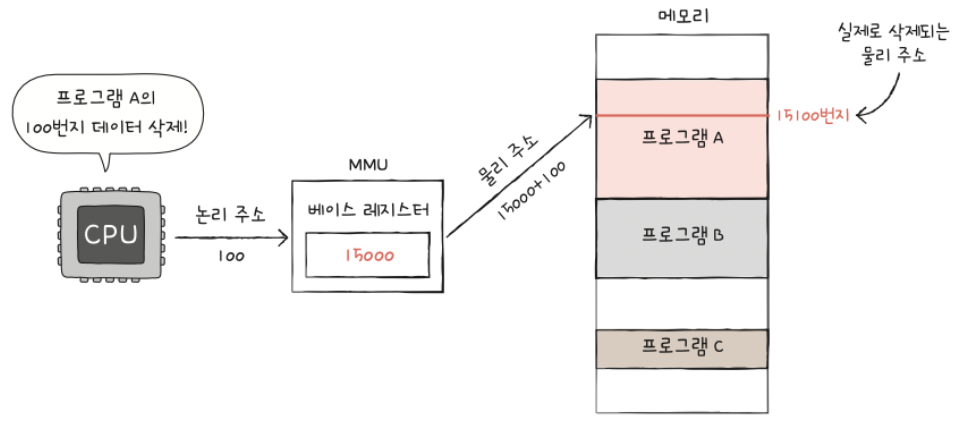 프로그램 A의
100번지 데이터 삭제!
CPU
논리 주소
100
MMU
베이스 레지스터
15000
물리 주소
15000+100
메모리
프로그램 A
프로그램 B
프로그램 C
15100번지
실제로 삭제되는
물리 주소